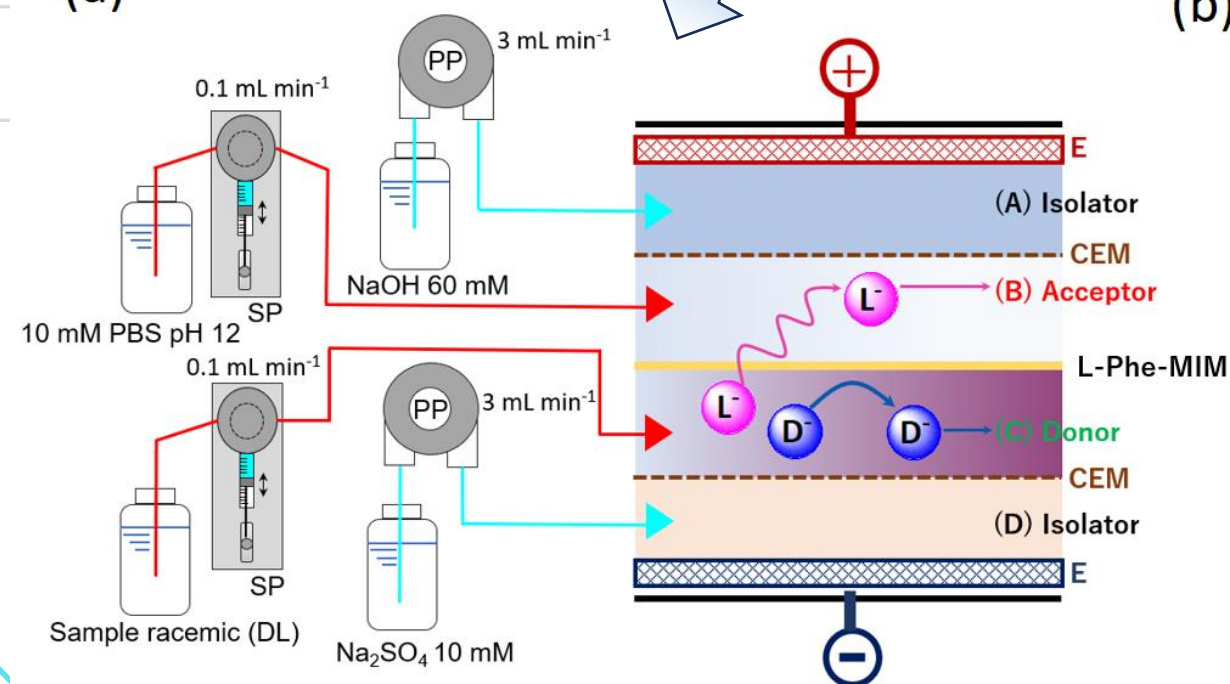 (a)
(b)
PP
3 mL min⁻¹
0.1 mL min⁻¹
+
E
(A) Isolator
CEM
NaOH 60 mM
SP
L⁻
(B) Acceptor
10 mM PBS pH 12
0.1 mL min⁻¹
L-Phe-MIM
PP
3 mL min⁻¹
L⁻
D⁻
D⁻
(C) Donor
CEM
(D) Isolator
E
SP
Sample racemic (DL)
Na₂SO₄ 10 mM
−